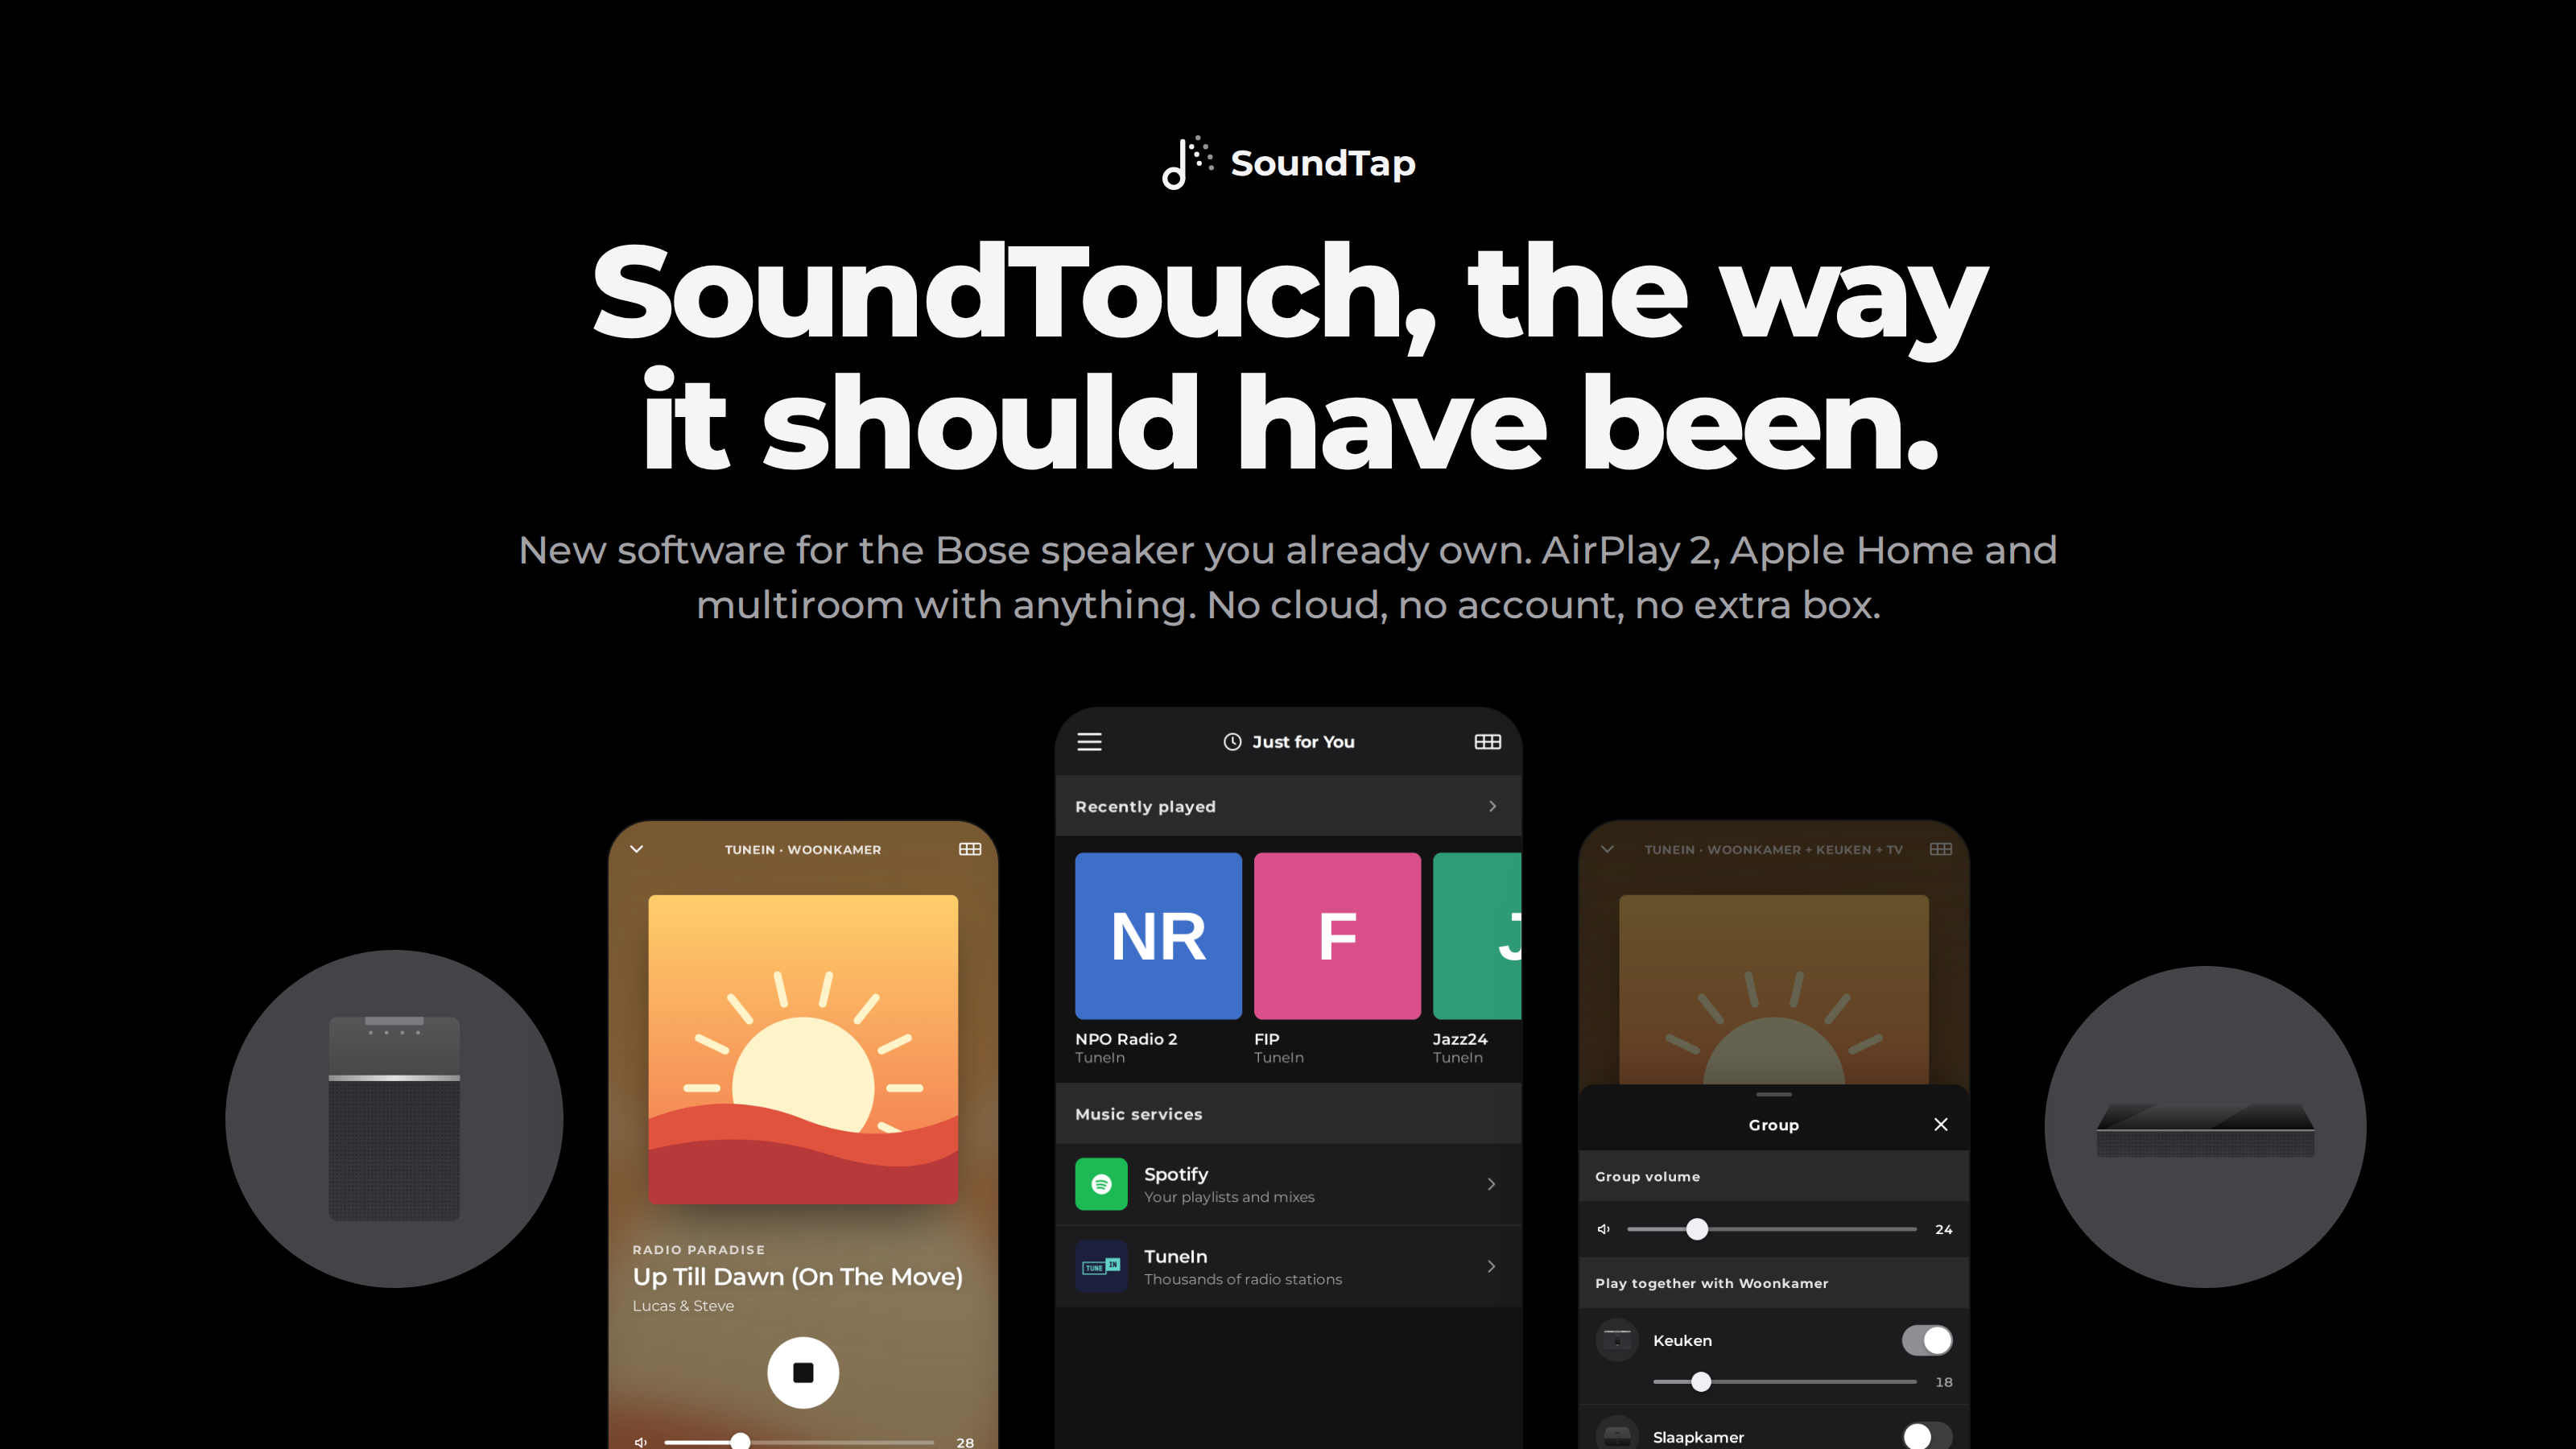 SoundTap
SoundTouch, the way
it should have been.
New software for the Bose speaker you already own. AirPlay 2, Apple Home and
multiroom with anything. No cloud, no account, no extra box.
TUNEIN · WOONKAMER
RADIO PARADISE
Up Till Dawn (On The Move)
Lucas & Steve
28
Just for You
Recently played
NR
F
J
NPO Radio 2
TuneIn
FIP
TuneIn
Jazz24
TuneIn
Music services
Spotify
Your playlists and mixes
TUNE IN
TuneIn
Thousands of radio stations
TUNEIN · WOONKAMER + KEUKEN + TV
Group
Group volume
24
Play together with Woonkamer
Keuken
18
Slaapkamer